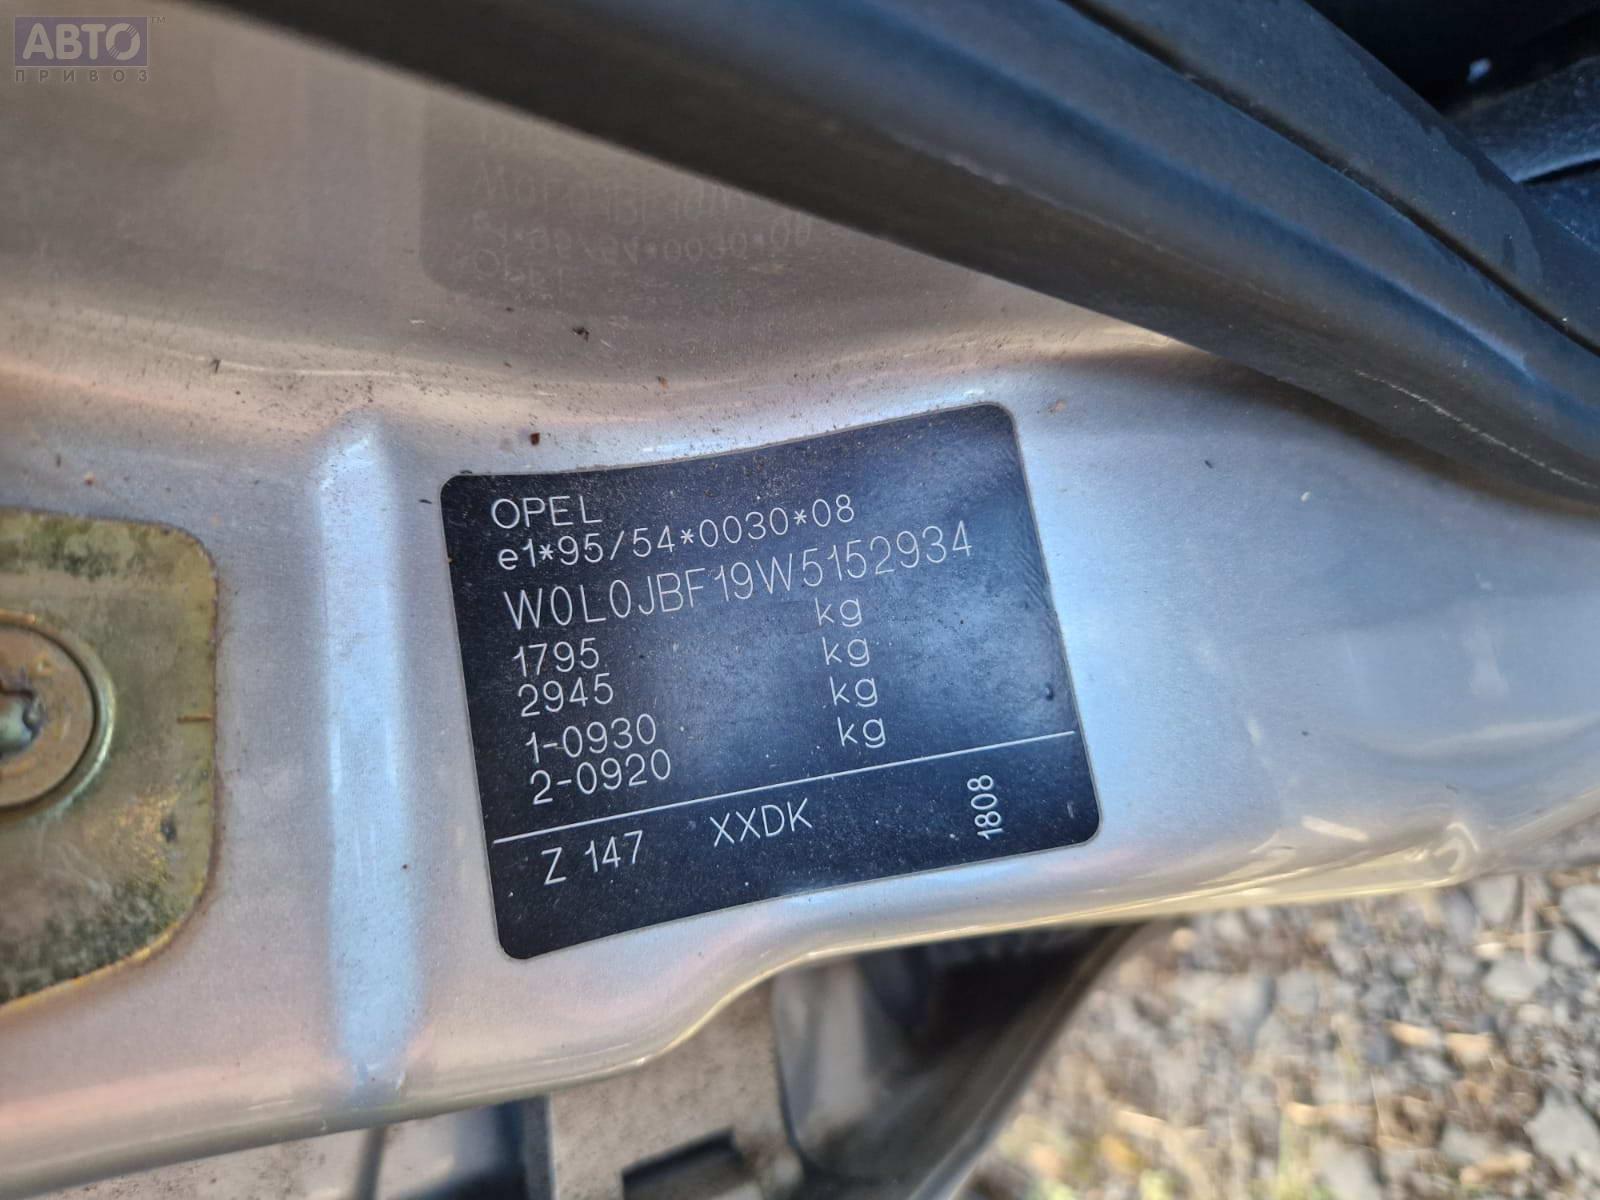 АВТО™
ПРИВОЗ
OPEL
e1*95/54*0030*08
W0L0JBF19W5152934
kg
1795 kg
2945 kg
1-0930 kg
2-0920
Z 147 XXDK 1808